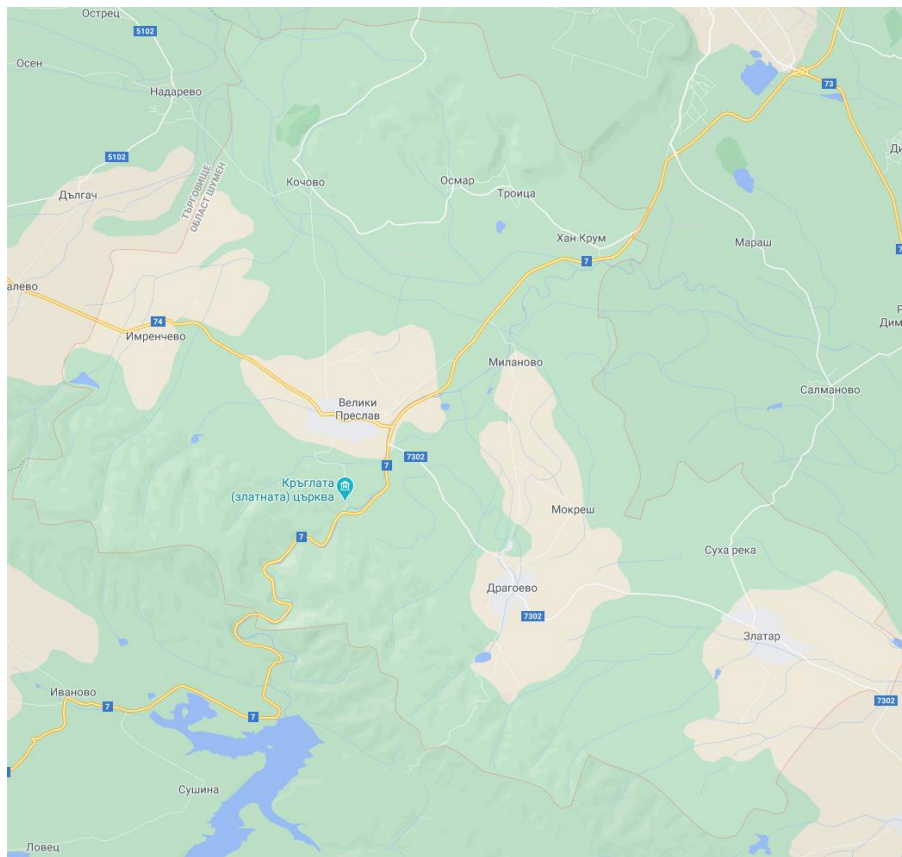 Острец
5102
Осен
Надарево
73
5102
ТЪРГОВИЩЕ
ОБЛАСТ ШУМЕН
Дългач
Кочово
Осмар
Троица
Хан Крум
Мараш
7
алево
74
Имренчево
Миланово
Салманово
Велики
Преслав
7302
7
Кръглата
(златната) църква
Мокреш
7
Суха река
Драгоево
7302
Златар
Иваново
7
7302
7
Сушина
Ловец